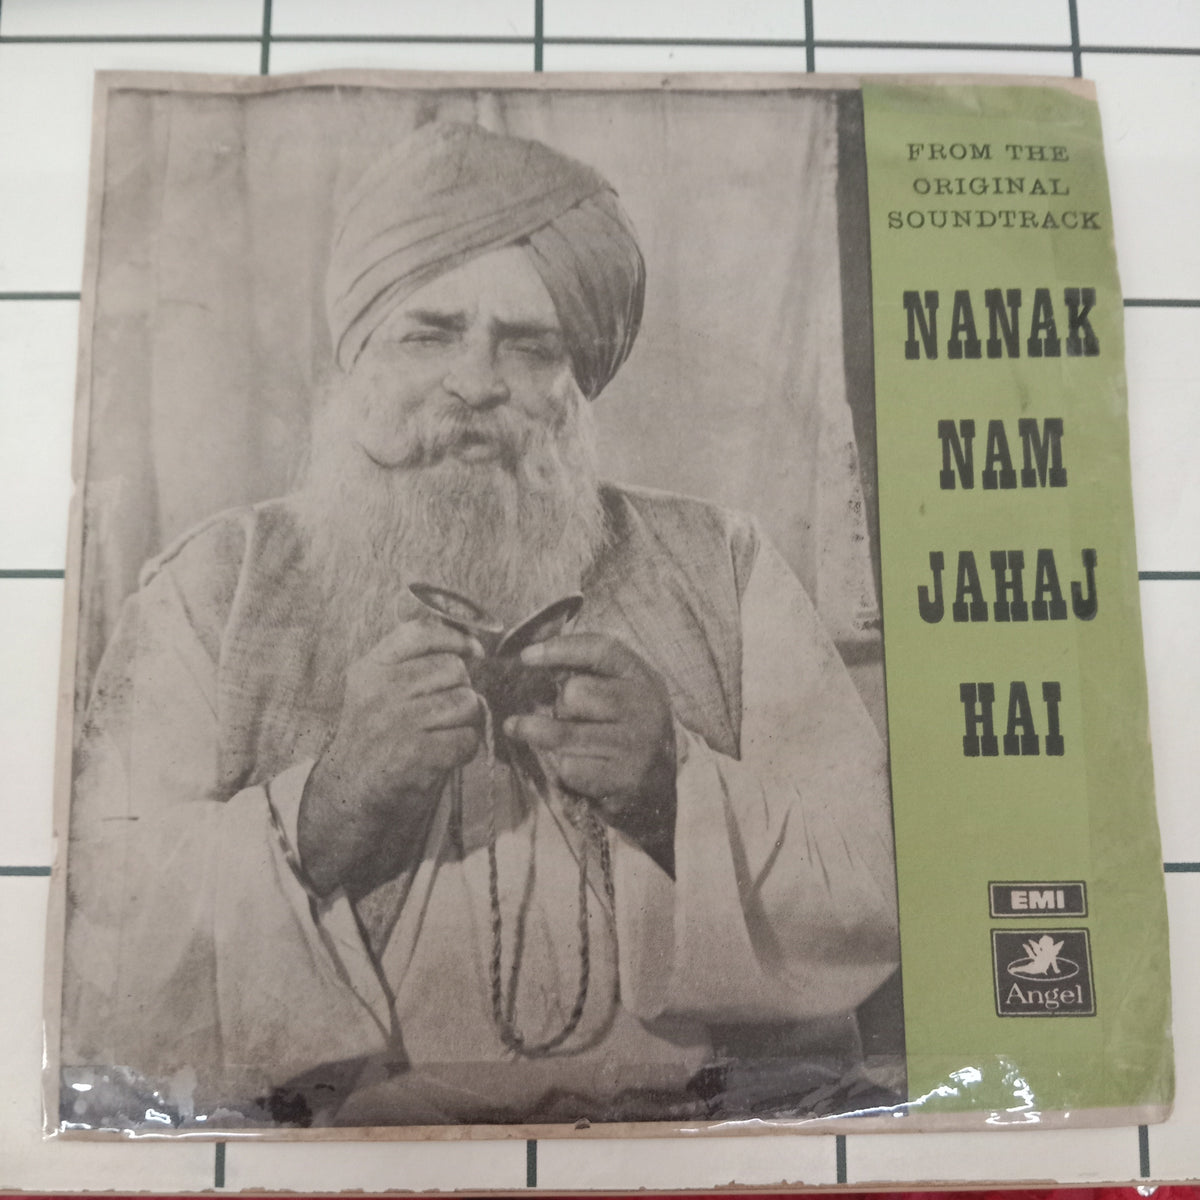 FROM THE
ORIGINAL
SOUNDTRACK
NANAK
NAM
JAHAJ
HAI
EMI
Angel